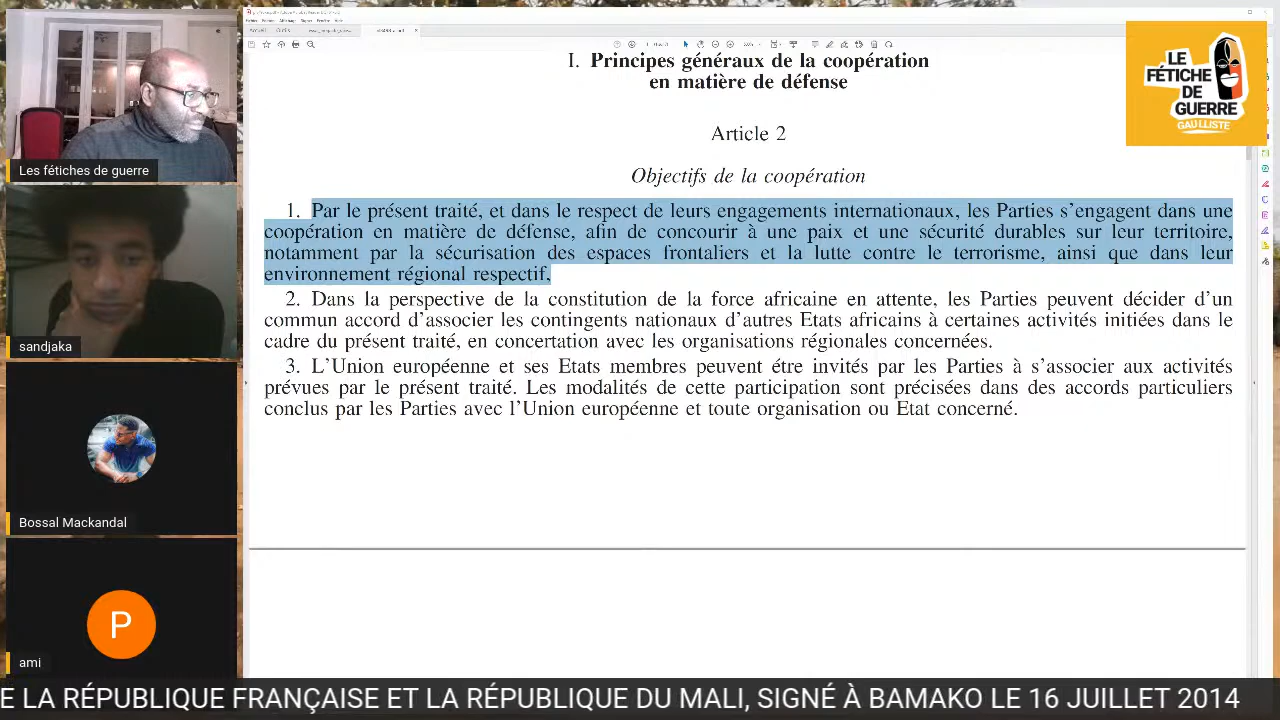 I. Principes généraux de la coopération
en matière de défense
Article 2
Objectifs de la coopération
1. Par le présent traité, et dans le respect de leurs engagements internationaux, les Parties s’engagent dans une
coopération en matière de défense, afin de concourir à une paix et une sécurité durables sur leur territoire,
notamment par la sécurisation des espaces frontaliers et la lutte contre le terrorisme, ainsi que dans leur
environnement régional respectif,
2. Dans la perspective de la constitution de la force africaine en attente, les Parties peuvent décider d’un
commun accord d’associer les contingents nationaux d’autres Etats africains à certaines activités initiées dans le
cadre du présent traité, en concertation avec les organisations régionales concernées.
3. L’Union européenne et ses Etats membres peuvent être invités par les Parties à s’associer aux activités
prévues par le présent traité. Les modalités de cette participation sont précisées dans des accords particuliers
conclus par les Parties avec l’Union européenne et toute organisation ou Etat concerné.
LE
FÉTICHE
DE
GUERRE
GAULLISTE
Les fétiches de guerre
sandjaka
Bossal Mackandal
P
ami
E LA RÉPUBLIQUE FRANÇAISE ET LA RÉPUBLIQUE DU MALI, SIGNÉ À BAMAKO LE 16 JUILLET 2014